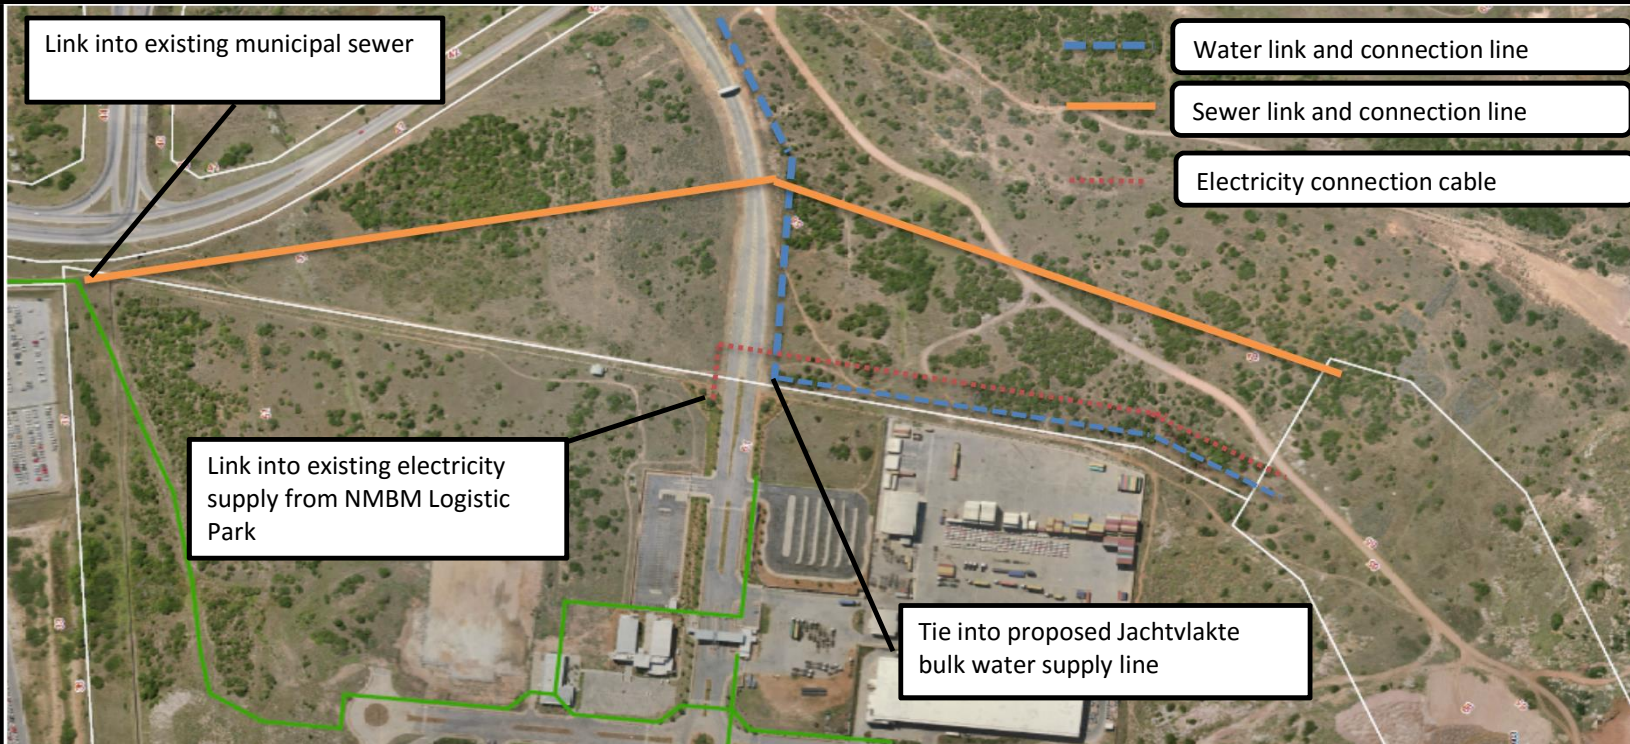 Link into existing municipal sewer
Water link and connection line
Sewer link and connection line
Electricity connection cable
Link into existing electricity
supply from NMBM Logistic
Park
Tie into proposed Jachtvlakte
bulk water supply line